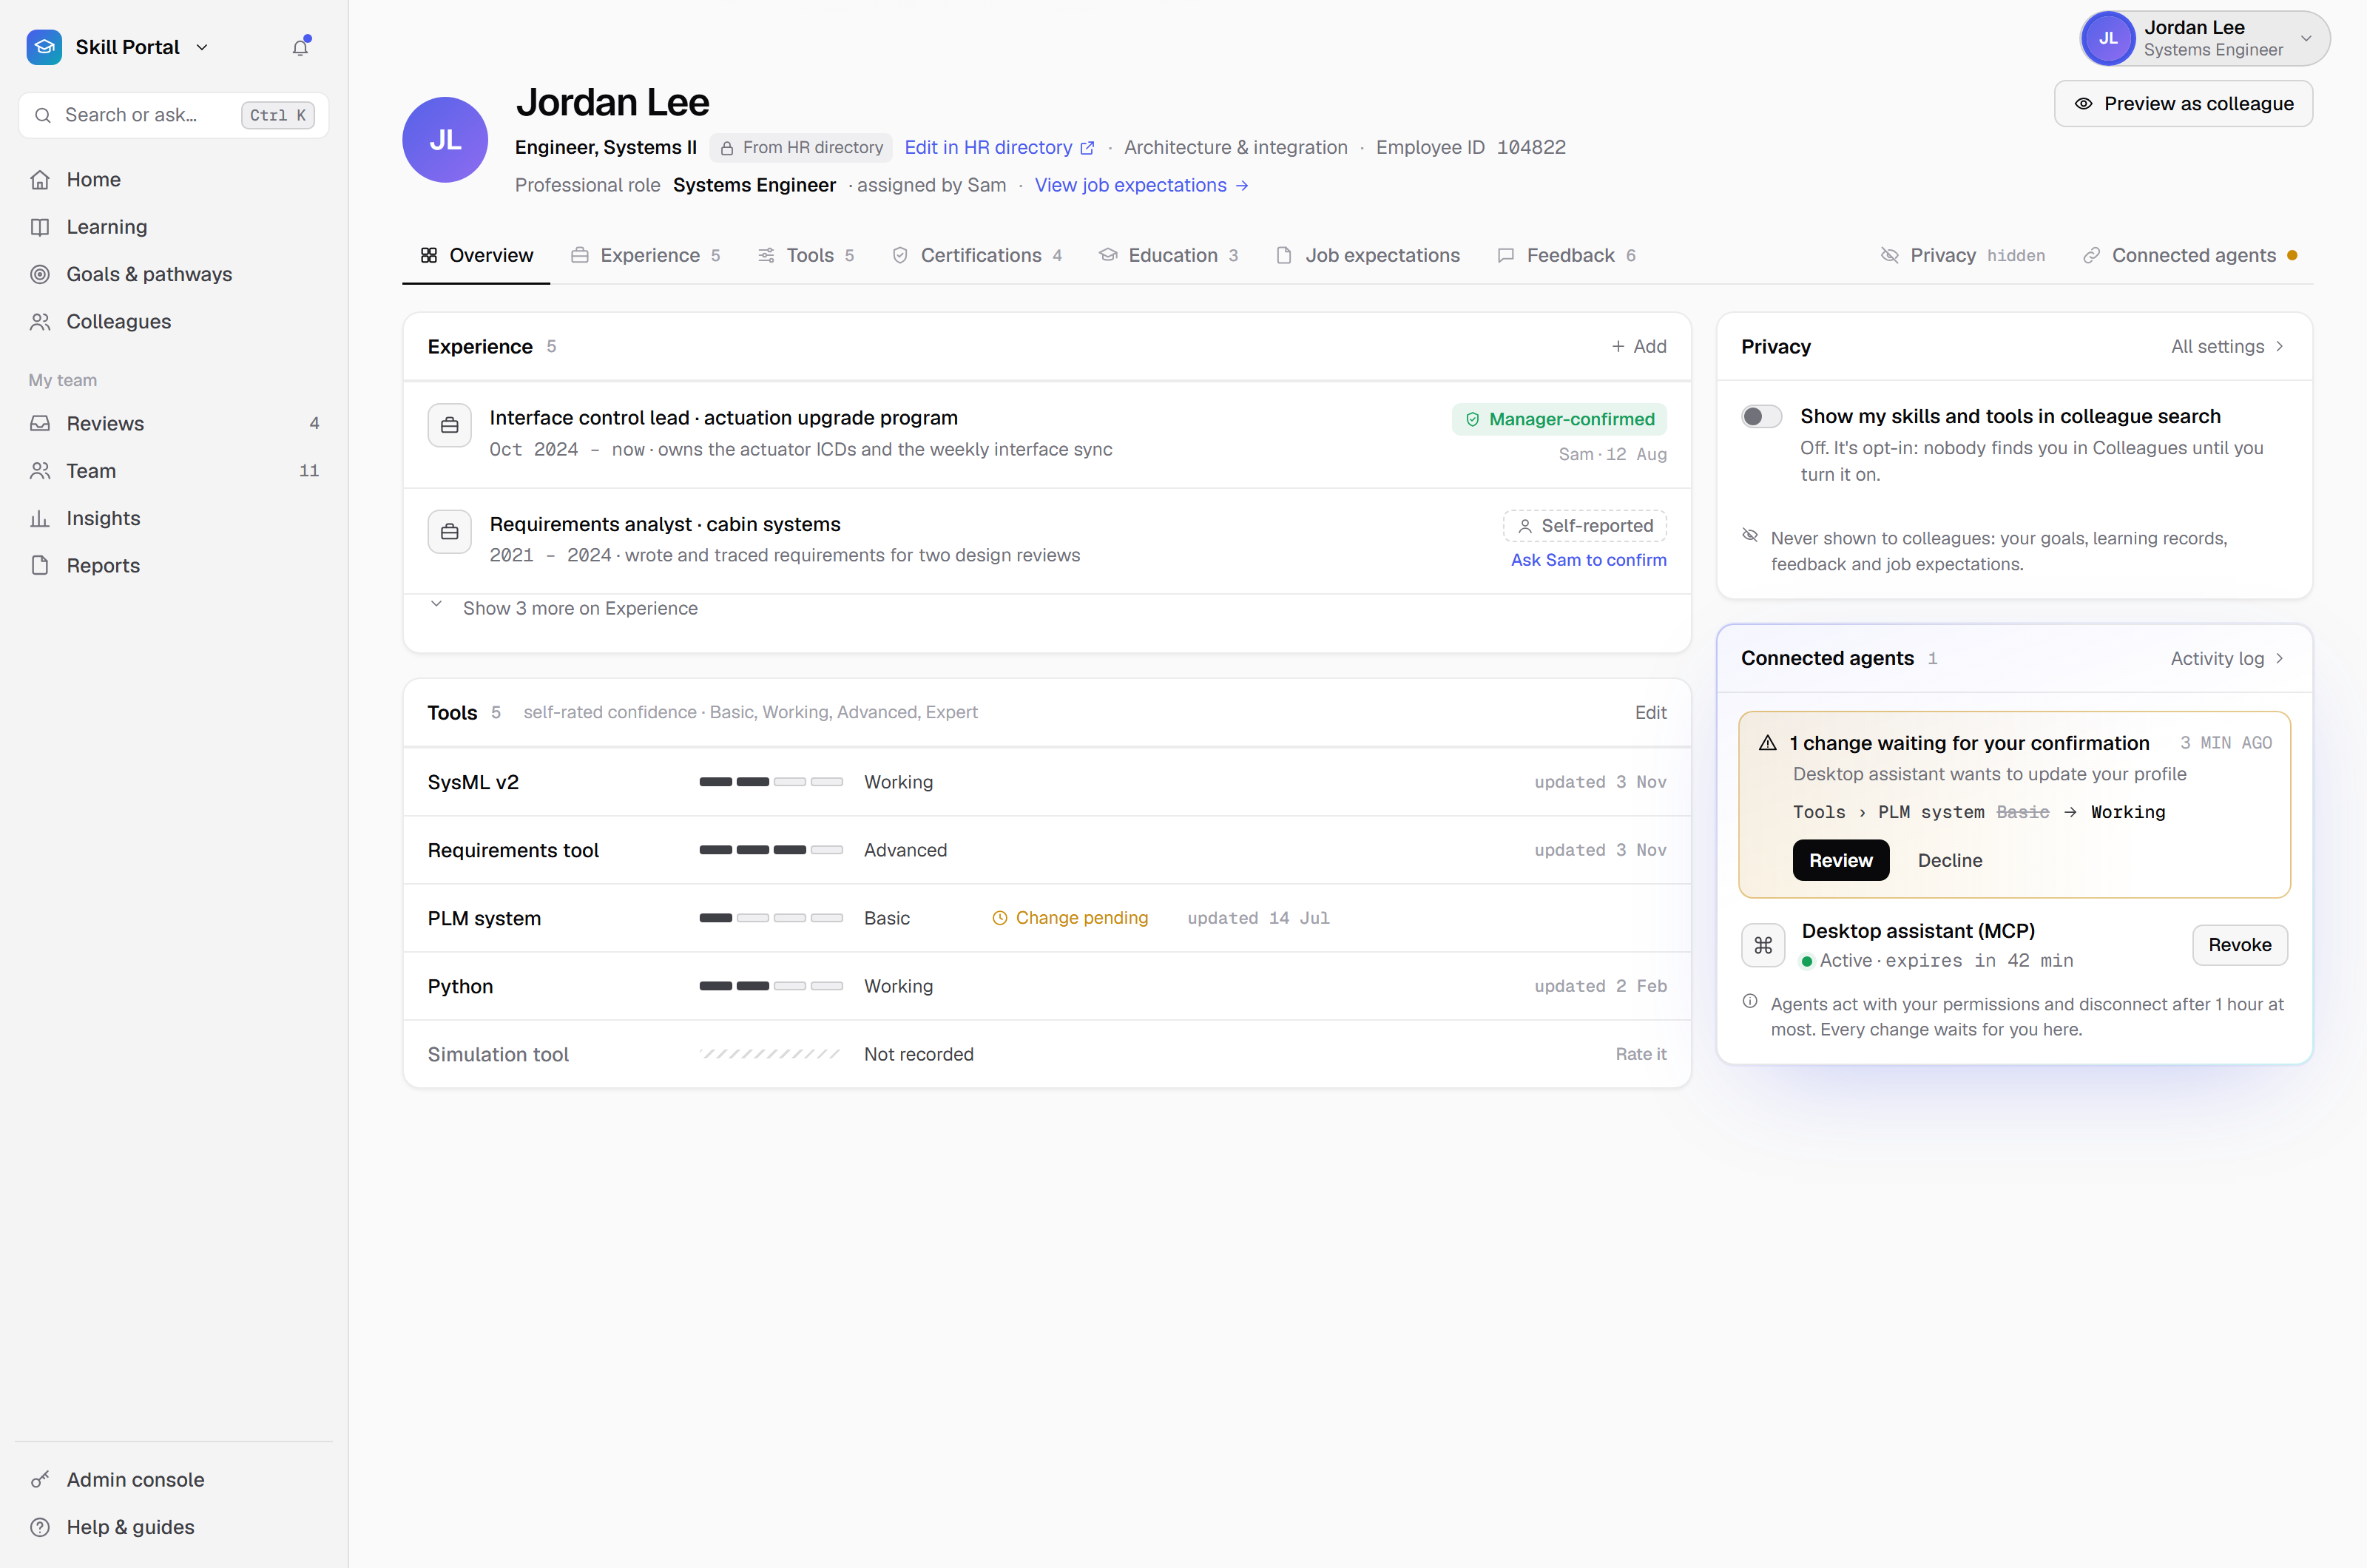 Skill Portal
Search or ask... Ctrl K
Home
Learning
Goals & pathways
Colleagues
My team
Reviews 4
Team 11
Insights
Reports
Admin console
Help & guides
JL Jordan Lee
Systems Engineer
Preview as colleague
JL
Jordan Lee
Engineer, Systems II From HR directory Edit in HR directory · Architecture & integration · Employee ID 104822
Professional role Systems Engineer · assigned by Sam · View job expectations →
Overview Experience 5 Tools 5 Certifications 4 Education 3 Job expectations Feedback 6 Privacy hidden Connected agents
Experience 5 + Add
Interface control lead · actuation upgrade program Manager-confirmed
Oct 2024 – now · owns the actuator ICDs and the weekly interface sync Sam · 12 Aug
Requirements analyst · cabin systems Self-reported
2021 – 2024 · wrote and traced requirements for two design reviews Ask Sam to confirm
Show 3 more on Experience
Tools 5 self-rated confidence · Basic, Working, Advanced, Expert Edit
SysML v2 Working updated 3 Nov
Requirements tool Advanced updated 3 Nov
PLM system Basic Change pending updated 14 Jul
Python Working updated 2 Feb
Simulation tool Not recorded Rate it
Privacy All settings
Show my skills and tools in colleague search
Off. It's opt-in: nobody finds you in Colleagues until you
turn it on.
Never shown to colleagues: your goals, learning records,
feedback and job expectations.
Connected agents 1 Activity log
1 change waiting for your confirmation 3 MIN AGO
Desktop assistant wants to update your profile
Tools › PLM system Basic → Working
Review Decline
Desktop assistant (MCP)
Active · expires in 42 min
Revoke
Agents act with your permissions and disconnect after 1 hour at
most. Every change waits for you here.